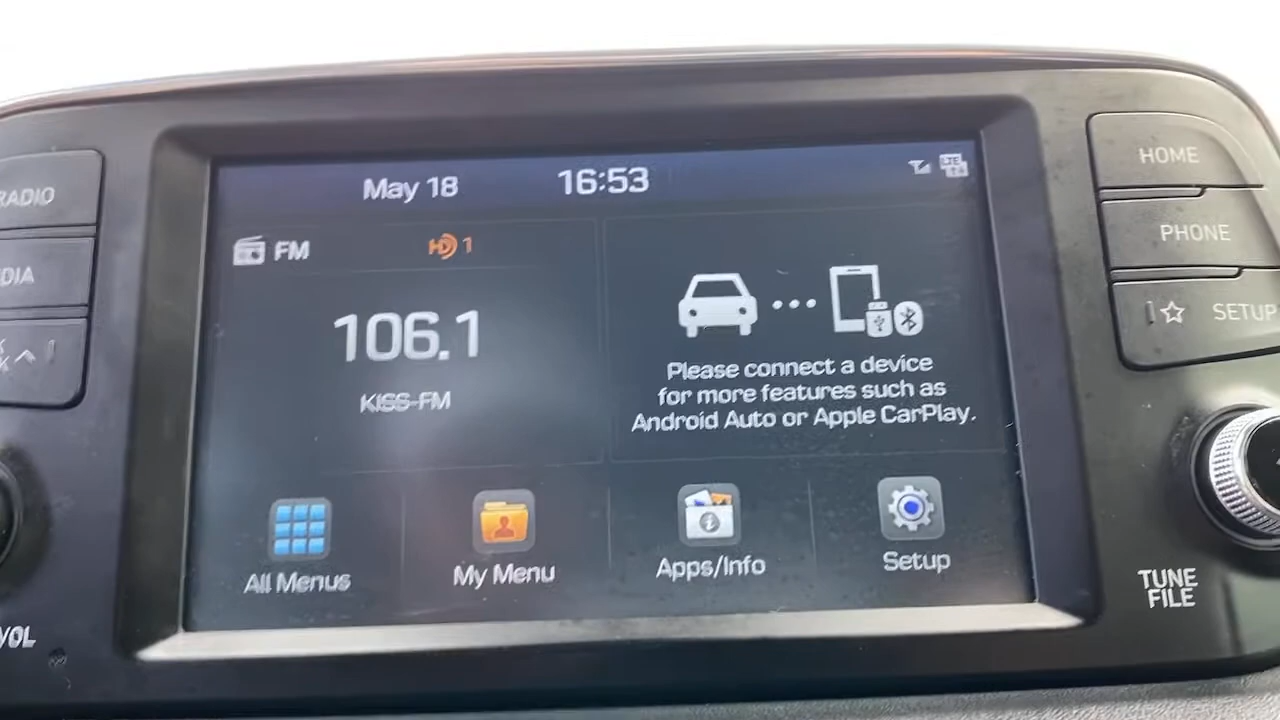 May 18 16:53
FM HD 1
106.1
KISS-FM
Please connect a device
for more features such as
Android Auto or Apple CarPlay.
All Menus My Menu Apps/Info Setup
RADIO
DIA
VOL
HOME
PHONE
SETUP
TUNE
FILE